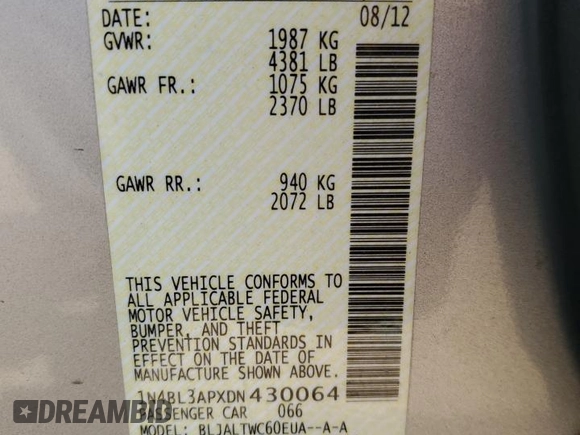 DATE: 08/12
GVWR: 1987 KG
4381 LB
GAWR FR.: 1075 KG
2370 LB
GAWR RR.: 940 KG
2072 LB
THIS VEHICLE CONFORMS TO
ALL APPLICABLE FEDERAL
MOTOR VEHICLE SAFETY,
BUMPER, AND THEFT
PREVENTION STANDARDS IN
EFFECT ON THE DATE OF
MANUFACTURE SHOWN ABOVE.
1N4BL3APXDN430064
PASSENGER CAR 066
MODEL: BLJALTWC60EUA--A-A
EPIC CARFAX